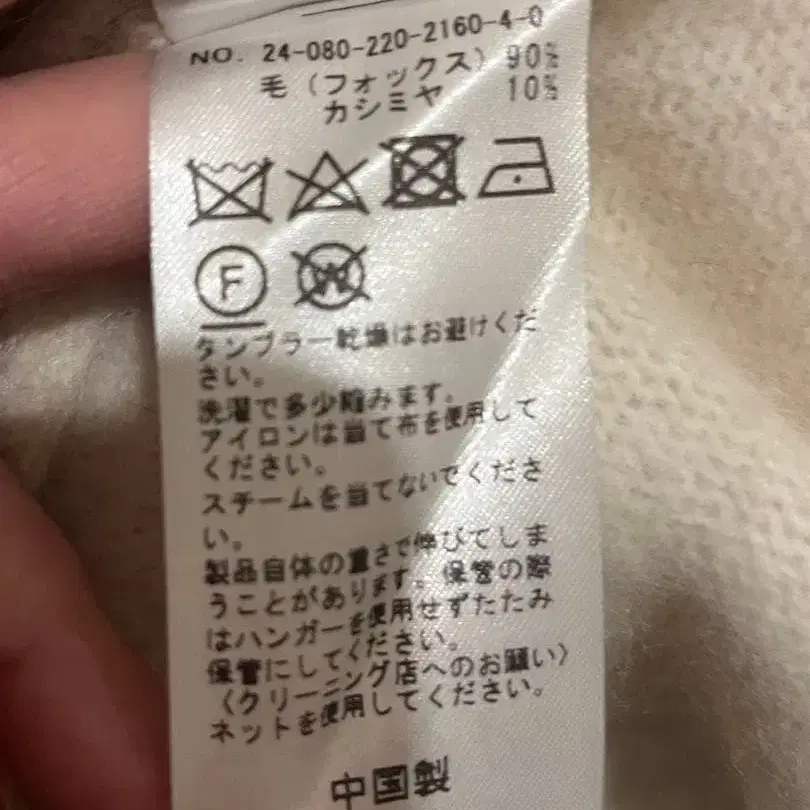 NO. 24-080-220-2160-4-0
毛（フォックス） 90%
カシミヤ 10%
F
W
タンブラー乾燥はお避けくだ
さい。
洗濯で多少縮みます。
アイロンは当て布を使用して
ください。
スチームを当てないでくださ
い。
製品自体の重さで伸びてしま
うことがあります。保管の際
はハンガーを使用せずたたみ
保管にしてください。
〈クリーニング店へのお願い〉
ネットを使用してください。
中国製